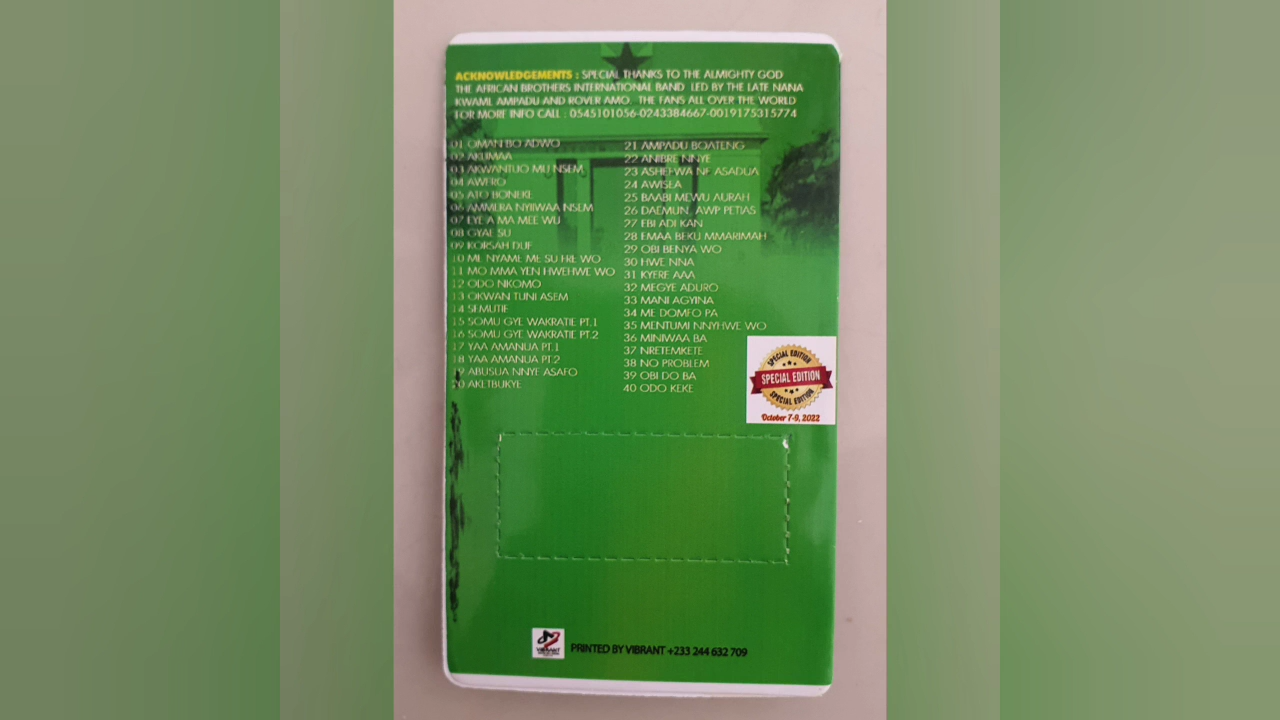 ACKNOWLEDGEMENTS : SPECIAL THANKS TO THE ALMIGHTY GOD
THE AFRICAN BROTHERS INTERNATIONAL BAND LED BY THE LATE NANA
KWAME AMPADU AND ROVER AMO. THE FANS ALL OVER THE WORLD
FOR MORE INFO CALL : 0545101056-0243384667-0019175315774
01 OMAN BO ADWO
02 AKUMAA
03 AKWANTUO MU NSEM
04 AWERO
05 ATO BONEKE
06 AMMERA NYIIWAA NSEM
07 EYE A MA MEE WU
08 GYAE SU
09 KORSAH DUE
10 ME NYAME ME SU FRE WO
11 MO MMA YEN HWEHWE WO
12 ODO NKOMO
13 OKWAN TUNI ASEM
14 SEMUTIE
15 SOMU GYE WAKRATIE PT.1
16 SOMU GYE WAKRATIE PT.2
17 YAA AMANUA PT.1
18 YAA AMANUA PT.2
19 ABUSUA NNYE ASAFO
20 AKETBUKYE
21 AMPADU BOATENG
22 ANIBRE NNYE
23 ASHEFWA NE ASADUA
24 AWISEA
25 BAABI MEWU AURAH
26 DAEMUN AWP PETIAS
27 EBI ADI KAN
28 EMAA BEKU MMARIMAH
29 OBI BENYA WO
30 HWE NNA
31 KYERE AAA
32 MEGYE ADURO
33 MANI AGYINA
34 ME DOMFO PA
35 MENTUMI NNYHWE WO
36 MINIWAA BA
37 NRETEMKETE
38 NO PROBLEM
39 OBI DO BA
40 ODO KEKE
SPECIAL EDITION
SPECIAL EDITION
SPECIAL EDITION
October 7-9, 2022
VIBRANT
PRINTED BY VIBRANT +233 244 632 709